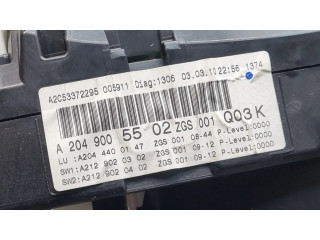 A2C53372295 005911 Diag:1306 03.03.10 22:56 1374
A 204 900 55 02 ZGS 001 Q03K
LU : A204 440 01 47 ZGS 001 08-44 P-Level:0000
SW1: A212 902 03 02 ZGS 001 09-12 P-Level:0000
SW2: A212 902 04 02 ZGS 001 09-12 P-Level:0000